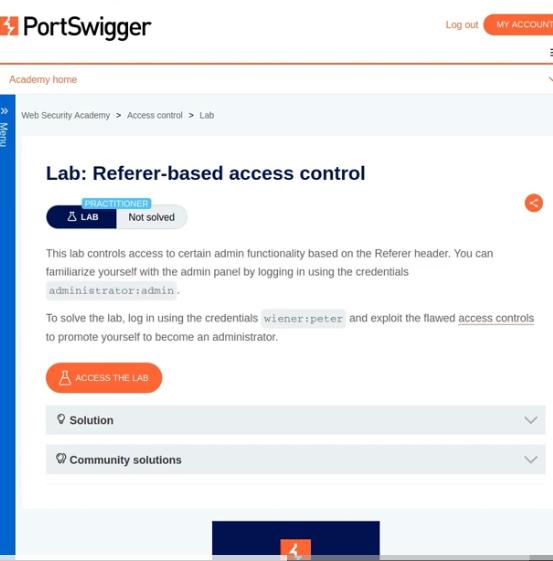 PortSwigger
Log out
MY ACCOUNT
Academy home
Menu
Web Security Academy > Access control > Lab
Lab: Referer-based access control
PRACTITIONER
LAB
Not solved
This lab controls access to certain admin functionality based on the Referer header. You can
familiarize yourself with the admin panel by logging in using the credentials
administrator:admin.
To solve the lab, log in using the credentials wiener:peter and exploit the flawed access controls
to promote yourself to become an administrator.
ACCESS THE LAB
Solution
Community solutions